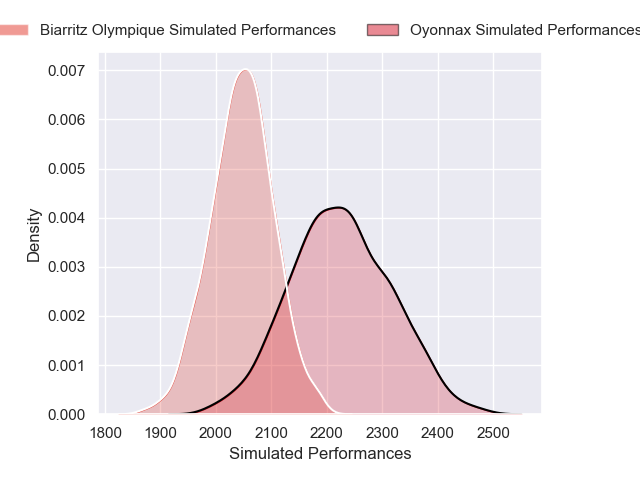 Biarritz Olympique Simulated Performances Oyonnax Simulated Performances
0.007
0.006
0.005
0.004
0.003
0.002
0.001
0.000
Density
1800 1900 2000 2100 2200 2300 2400 2500
Simulated Performances